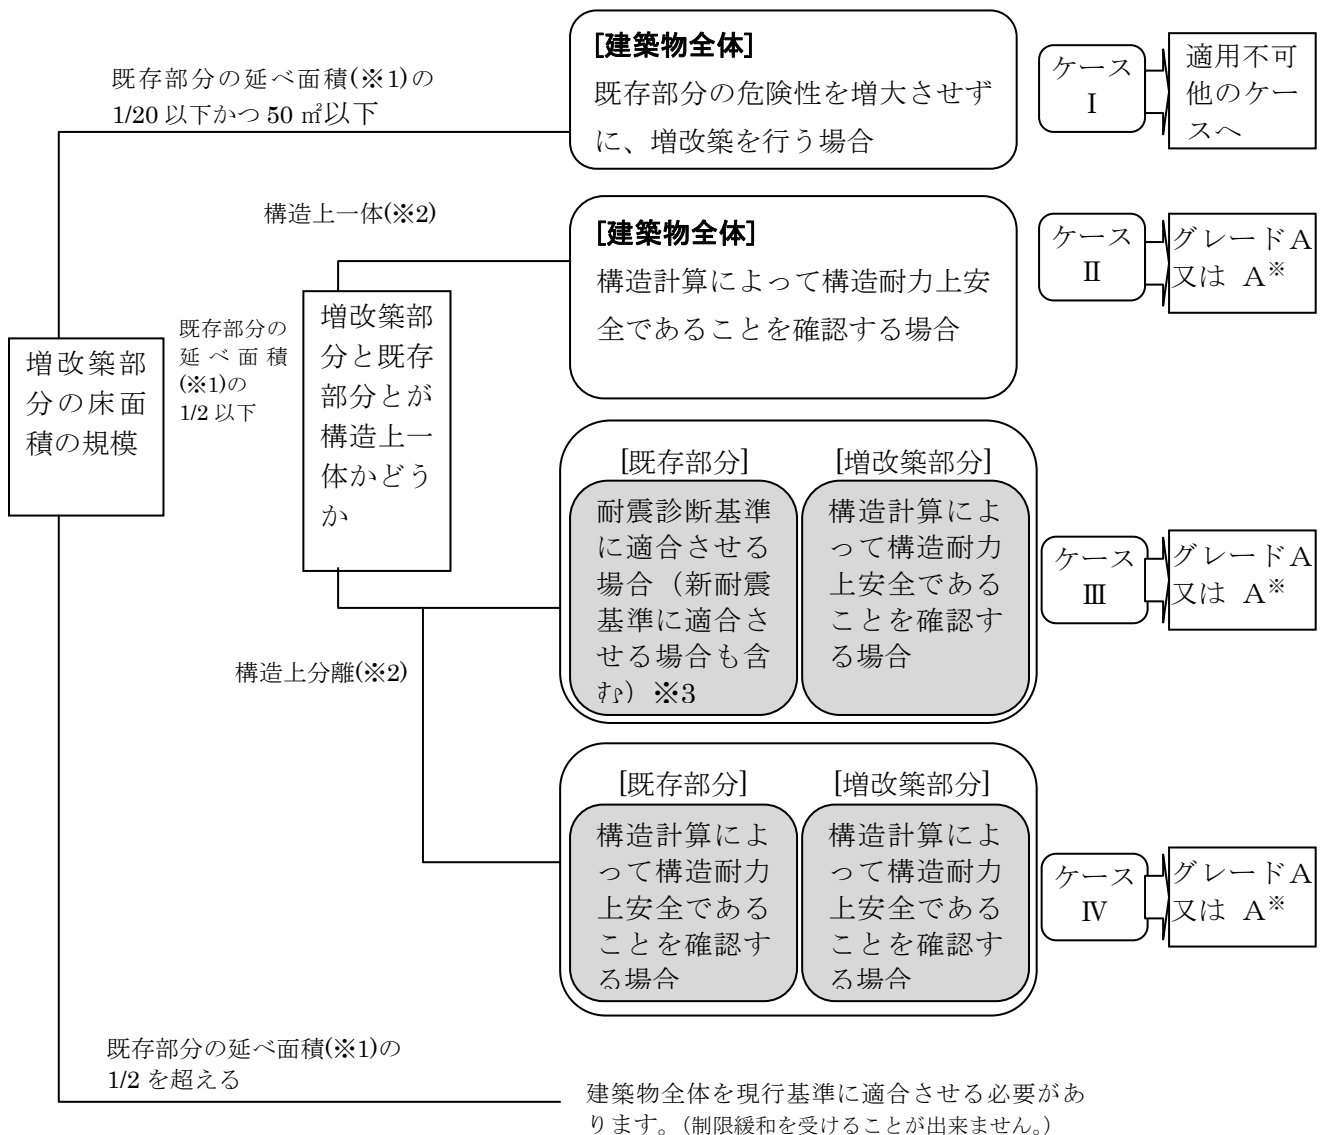 既存部分の延べ面積(※1)の
1/20 以下かつ 50 ㎡以下
[建築物全体]
既存部分の危険性を増大させず
に、増改築を行う場合
ケース
Ⅰ
適用不可
他のケー
スへ
構造上一体(※2)
[建築物全体]
構造計算によって構造耐力上安
全であることを確認する場合
ケース
Ⅱ
グレードA
又は A※
増改築部
分の床面
積の規模
既存部分の
延べ面積
(※1)の
1/2 以下
増改築部
分と既存
部分とが
構造上一
体かどう
か
[既存部分]
耐震診断基準
に適合させる
場合（新耐震
基準に適合さ
せる場合も含
む）※3
[増改築部分]
構造計算によ
って構造耐力
上安全である
ことを確認す
る場合
ケース
Ⅲ
グレードA
又は A※
構造上分離(※2)
[既存部分]
構造計算によ
って構造耐力
上安全である
ことを確認す
る場合
[増改築部分]
構造計算によ
って構造耐力
上安全である
ことを確認す
る場合
ケース
Ⅳ
グレードA
又は A※
既存部分の延べ面積(※1)の
1/2 を超える
建築物全体を現行基準に適合させる必要があ
ります。（制限緩和を受けることが出来ません。）